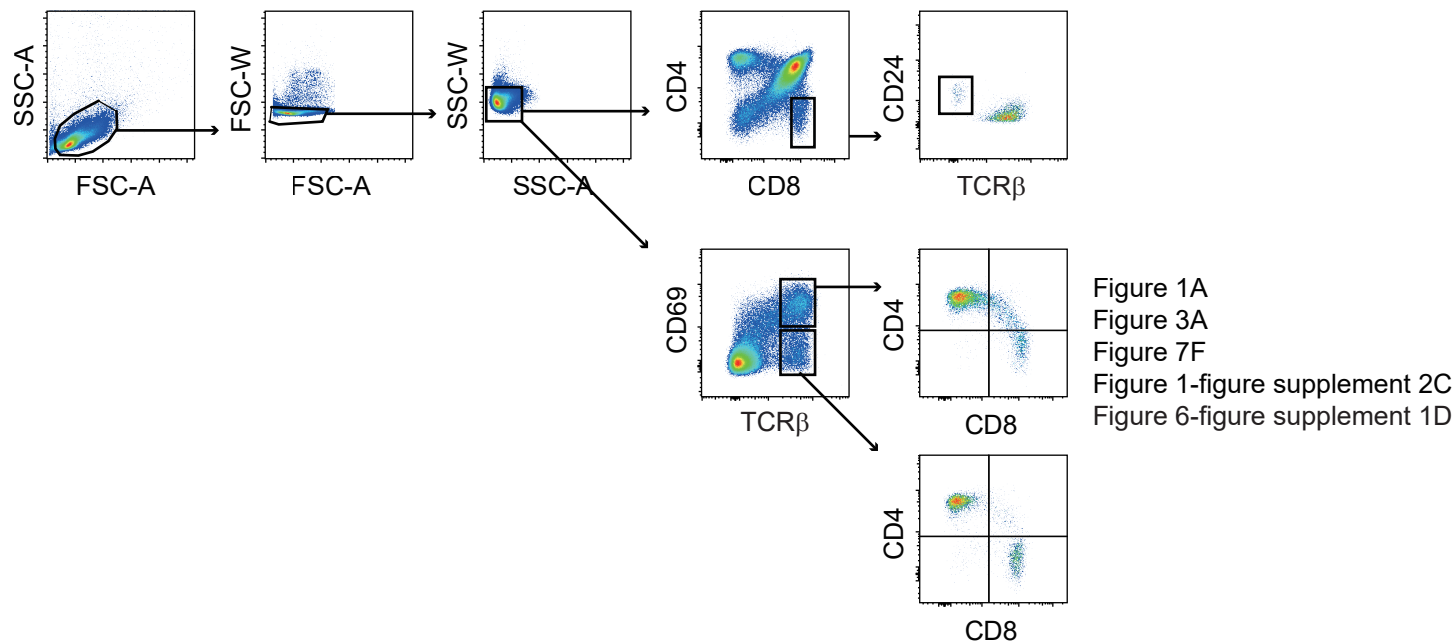 SSC-A
FSC-A
FSC-W
FSC-A
SSC-W
SSC-A
CD4
CD8
CD24
TCRβ
CD69
TCRβ
CD4
CD8
CD4
CD8
Figure 1A
Figure 3A
Figure 7F
Figure 1-figure supplement 2C
Figure 6-figure supplement 1D